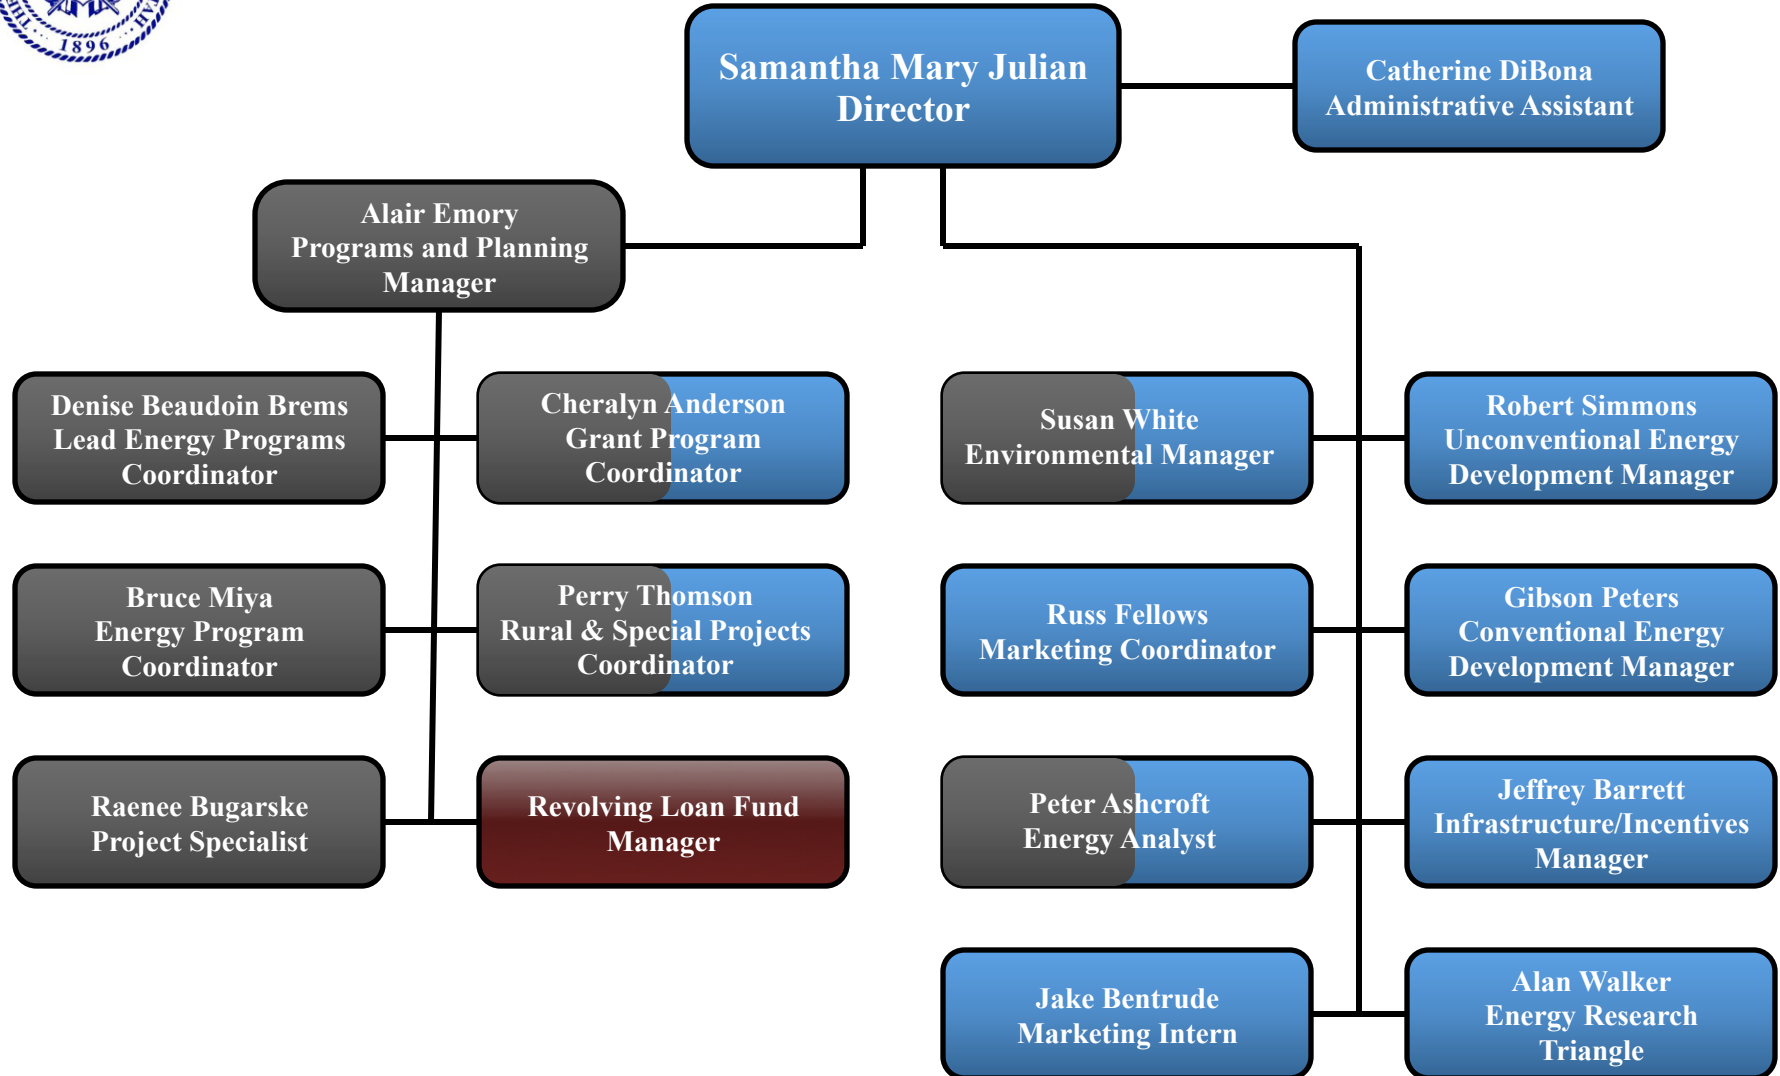 THE
1896
Samantha Mary Julian
Director
Catherine DiBona
Administrative Assistant
Alair Emory
Programs and Planning
Manager
Denise Beaudoin Brems
Lead Energy Programs
Coordinator
Cheralyn Anderson
Grant Program
Coordinator
Susan White
Environmental Manager
Robert Simmons
Unconventional Energy
Development Manager
Bruce Miya
Energy Program
Coordinator
Perry Thomson
Rural & Special Projects
Coordinator
Russ Fellows
Marketing Coordinator
Gibson Peters
Conventional Energy
Development Manager
Raenee Bugarske
Project Specialist
Revolving Loan Fund
Manager
Peter Ashcroft
Energy Analyst
Jeffrey Barrett
Infrastructure/Incentives
Manager
Jake Bentrude
Marketing Intern
Alan Walker
Energy Research
Triangle